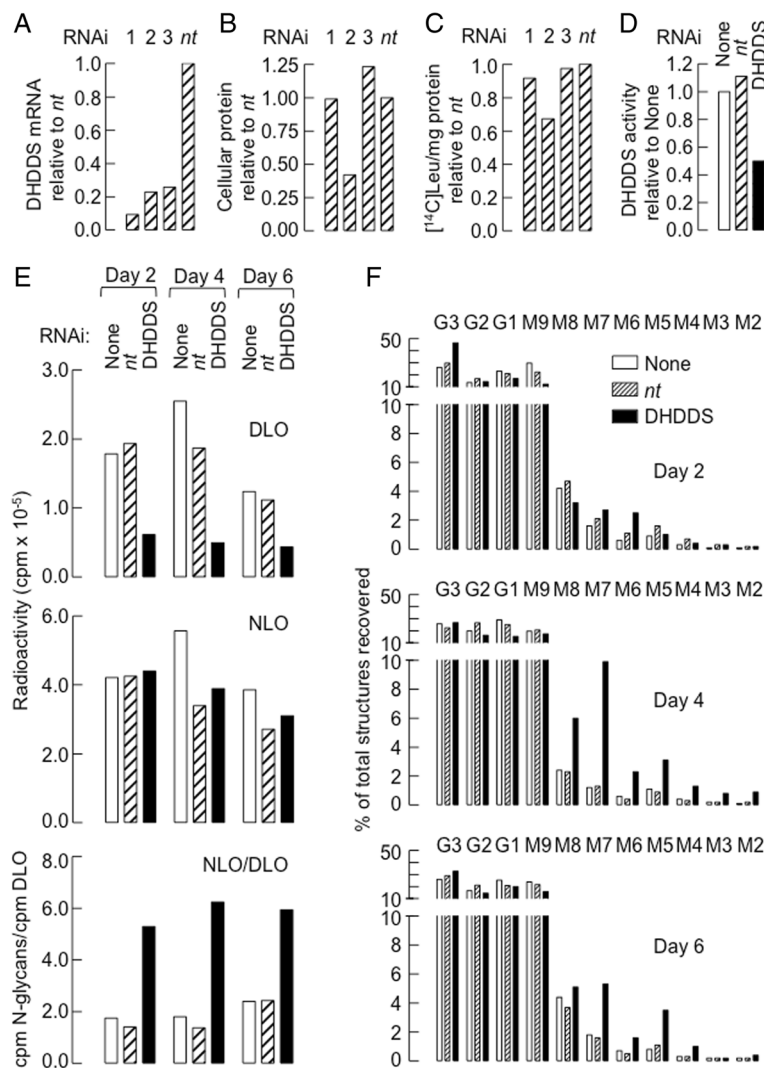 A
RNAi 1 2 3 nt
DHDDS mRNA
relative to nt
1.0
0.8
0.6
0.4
0.2
0.0
B
RNAi 1 2 3 nt
Cellular protein
relative to nt
1.25
1.00
0.75
0.50
0.25
0.00
C
RNAi 1 2 3 nt
[14C]Leu/mg protein
relative to nt
1.0
0.8
0.6
0.4
0.2
0.0
D
RNAi
None
nt
DHDDS
DHDDS activity
relative to None
1.2
1.0
0.8
0.6
0.4
0.2
0.0
E
Day 2 Day 4 Day 6
RNAi: None nt DHDDS None nt DHDDS None nt DHDDS
Radioactivity (cpm x 10-5)
3.0
DLO
2.0
1.0
0.0
6.0
NLO
4.0
2.0
0.0
cpm N-glycans/cpm DLO
8.0
NLO/DLO
6.0
4.0
2.0
0.0
F
% of total structures recovered
G3 G2 G1 M9 M8 M7 M6 M5 M4 M3 M2
50
10
None
nt
DHDDS
10
8
6
4
2
0
Day 2
G3 G2 G1 M9 M8 M7 M6 M5 M4 M3 M2
50
10
10
8
6
4
2
0
Day 4
G3 G2 G1 M9 M8 M7 M6 M5 M4 M3 M2
50
10
10
8
6
4
2
0
Day 6